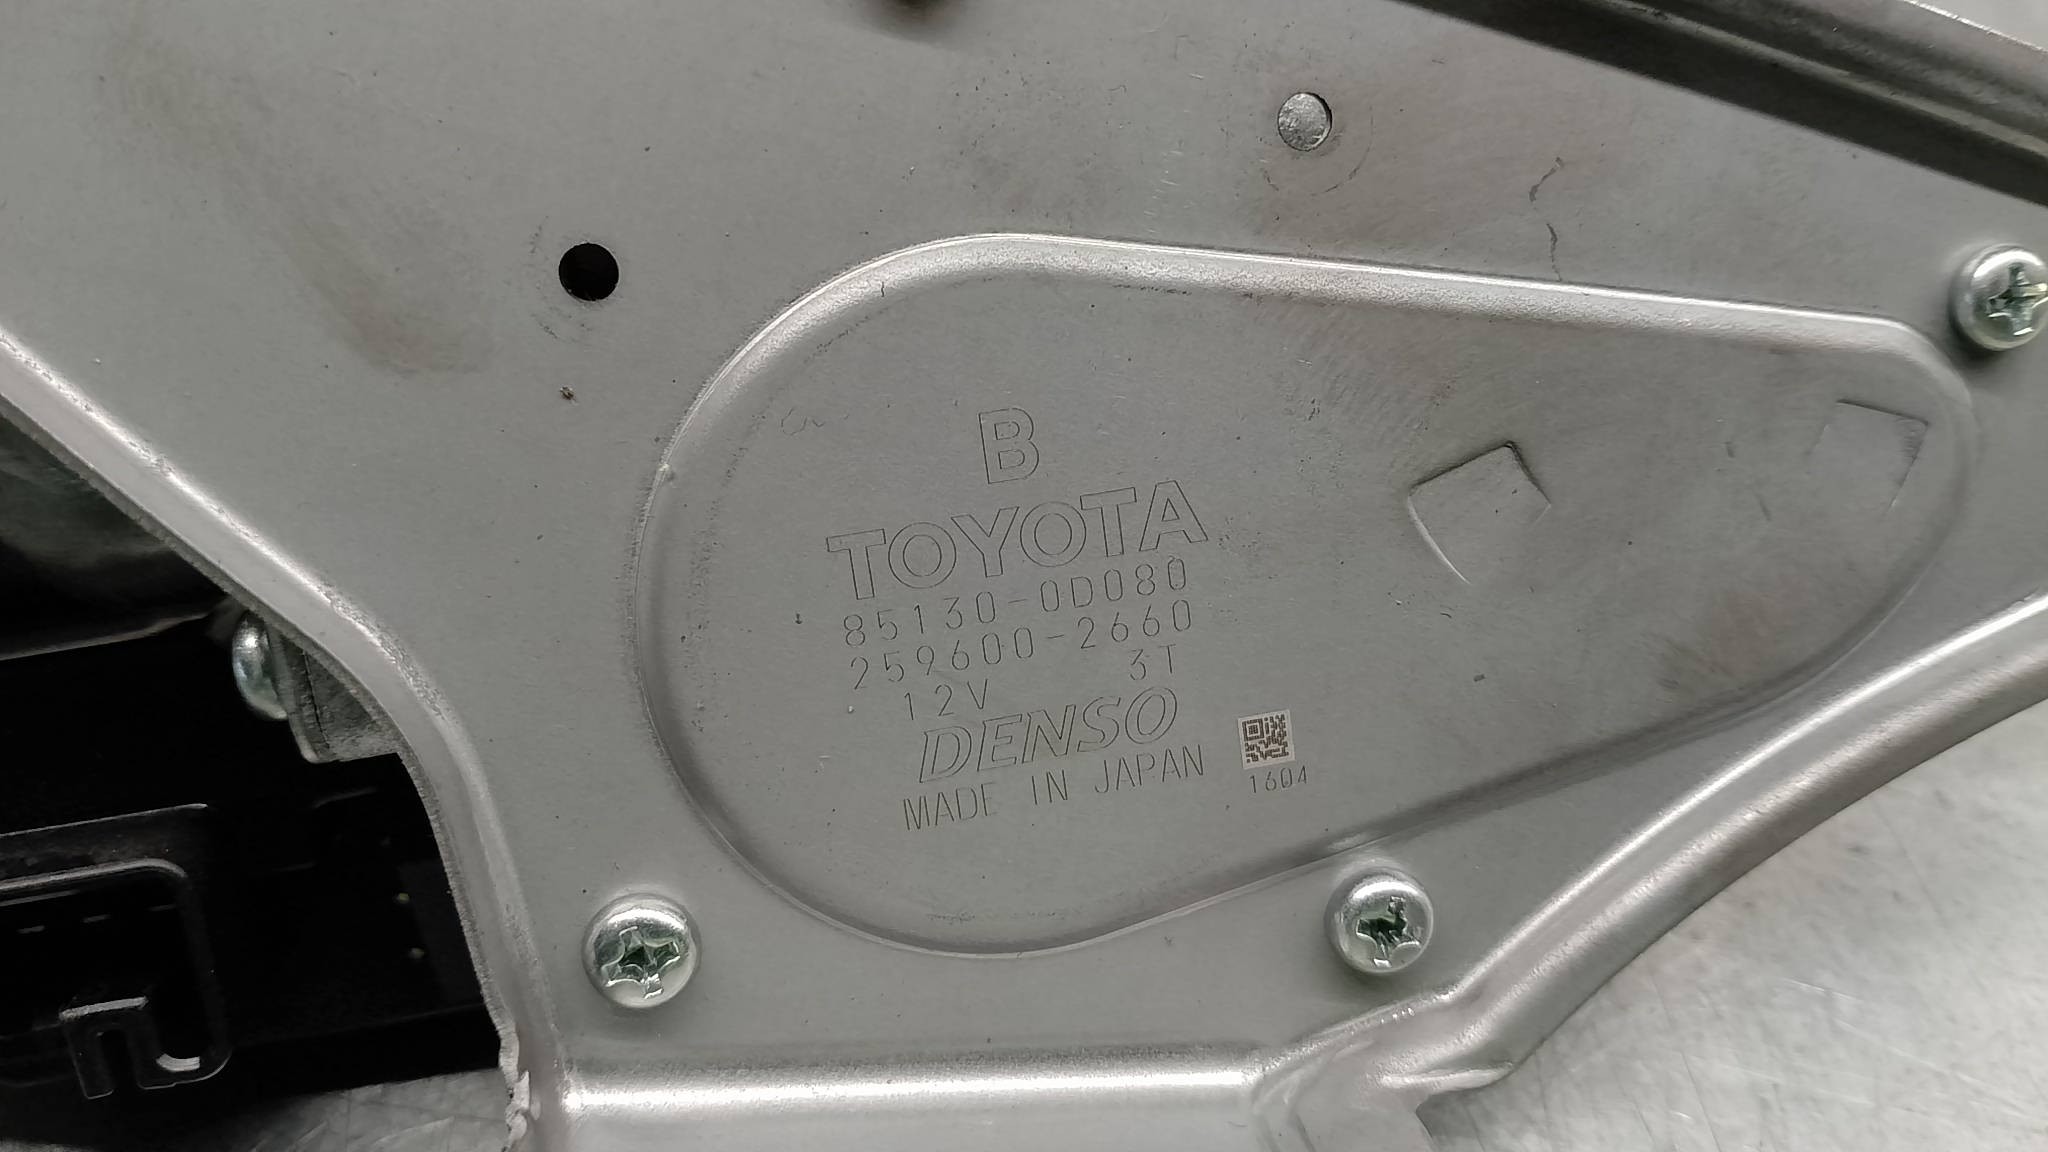 B
TOYOTA
85130-0D080
259600-2660
12V 3T
DENSO
MADE IN JAPAN
1604